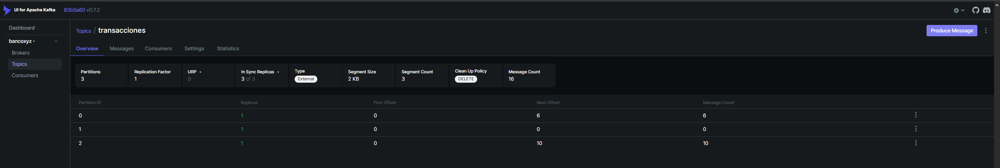 UI for Apache Kafka 83b5a60 v0.7.2
A
Dashboard
bancoxyz
Brokers
Topics
Consumers
Topics / transacciones
Produce Message
Overview Messages Consumers Settings Statistics
Partitions Replication Factor URP In Sync Replicas Type Segment Size Segment Count Clean Up Policy Message Count
3 1 0 3 of 3 External 2 KB 3 DELETE 16
Partition ID Replicas First Offset Next Offset Message Count
0 1 0 6 6
1 1 0 0 0
2 1 0 10 10